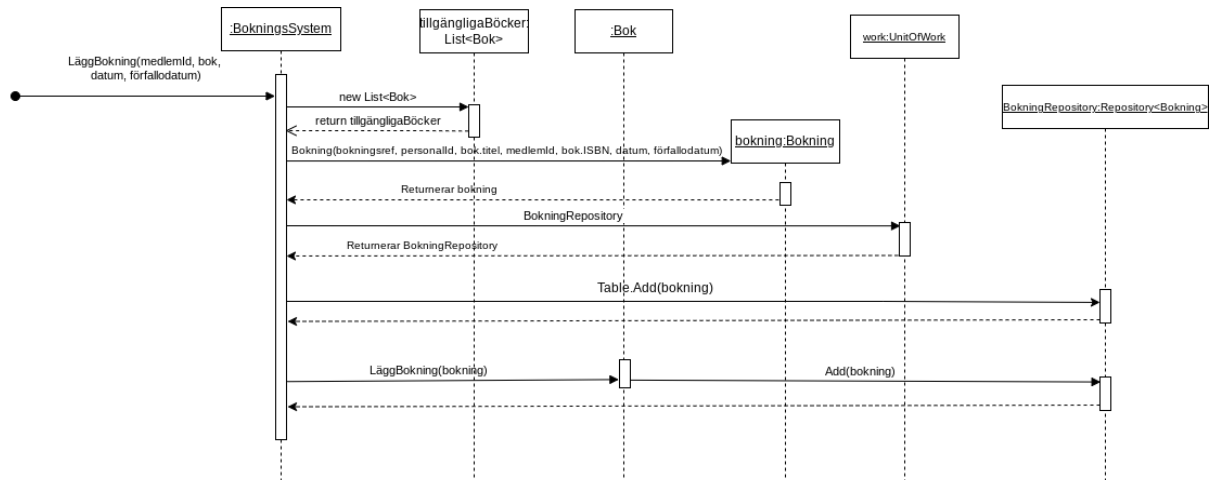 :BokningsSystem
tillgängligaBöcker:
List<Bok>
:Bok
work:UnitOfWork
LäggBokning(medlemId, bok,
datum, förfallodatum)
new List<Bok>
BokningRepository:Repository<Bokning>
return tillgängligaBöcker
bokning:Bokning
Bokning(bokningsref, personalId, bok.titel, medlemId, bok.ISBN, datum, förfallodatum)
Returnerar bokning
BokningRepository
Returnerar BokningRepository
Table.Add(bokning)
LäggBokning(bokning)
Add(bokning)